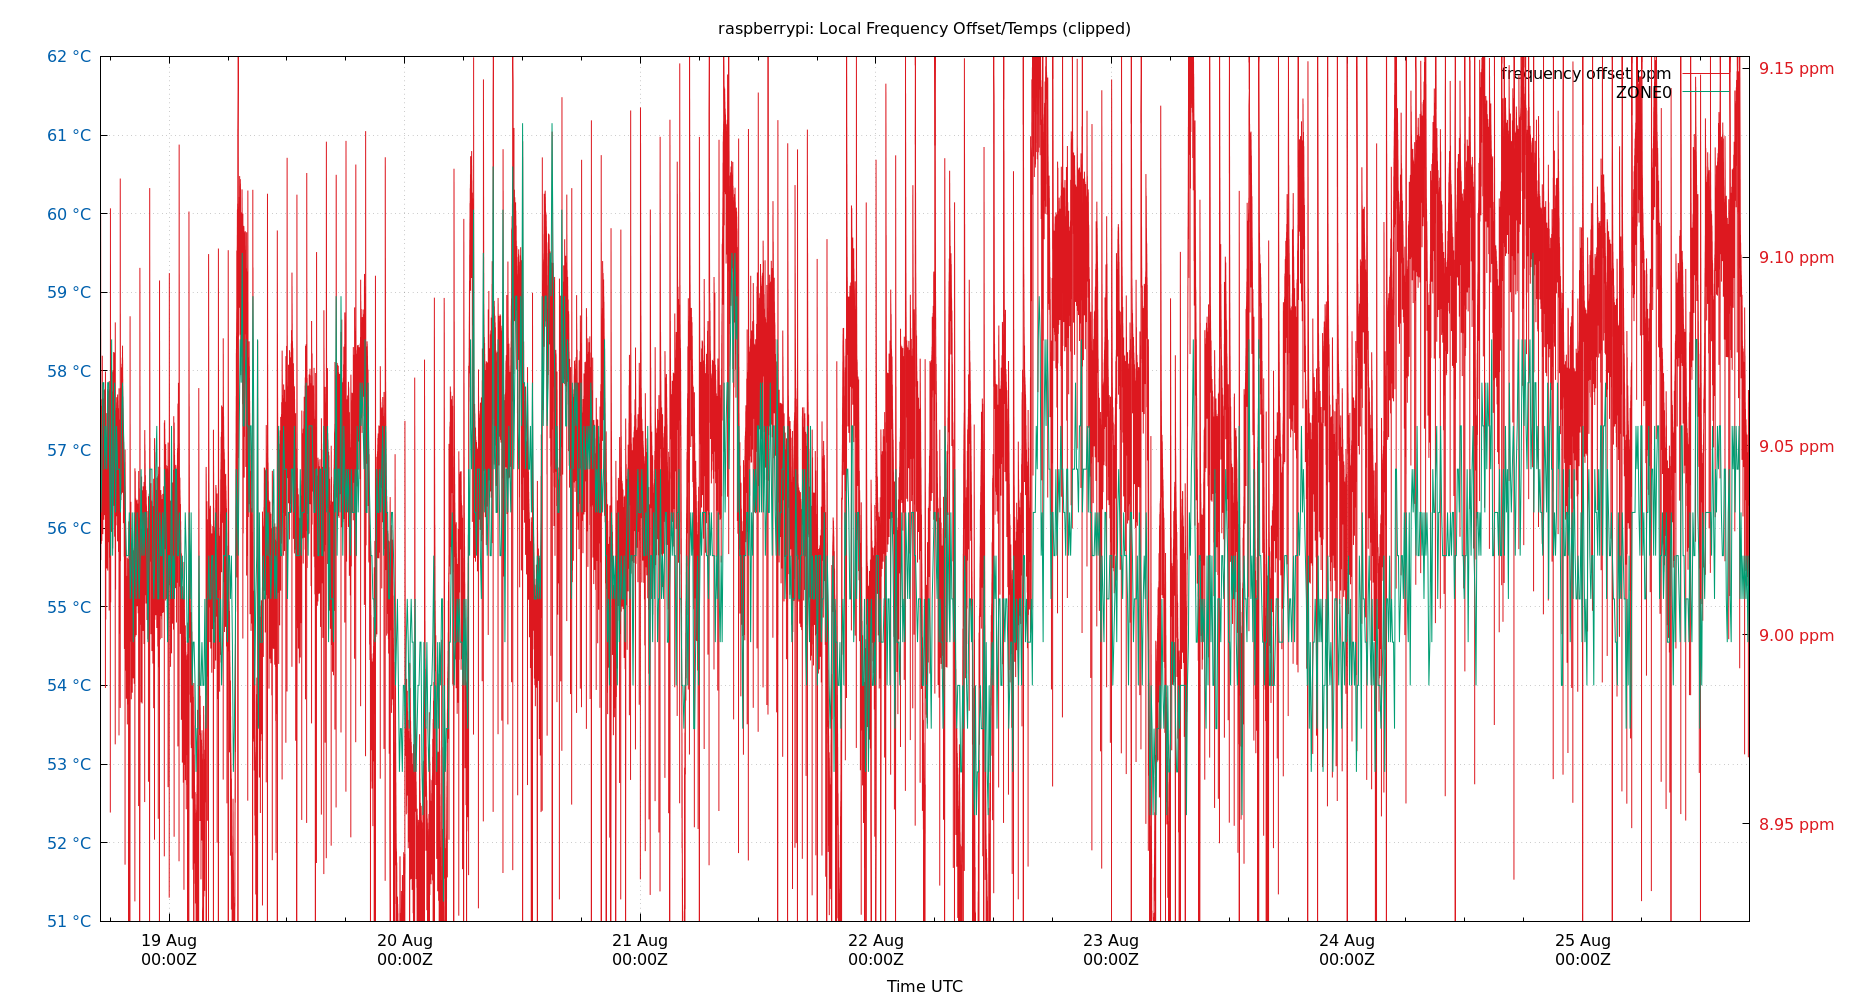 raspberrypi: Local Frequency Offset/Temps (clipped)
62 °C
61 °C
60 °C
59 °C
58 °C
57 °C
56 °C
55 °C
54 °C
53 °C
52 °C
51 °C
frequency offset ppm
ZONE0
9.15 ppm
9.10 ppm
9.05 ppm
9.00 ppm
8.95 ppm
19 Aug
00:00Z
20 Aug
00:00Z
21 Aug
00:00Z
22 Aug
00:00Z
23 Aug
00:00Z
24 Aug
00:00Z
25 Aug
00:00Z
Time UTC